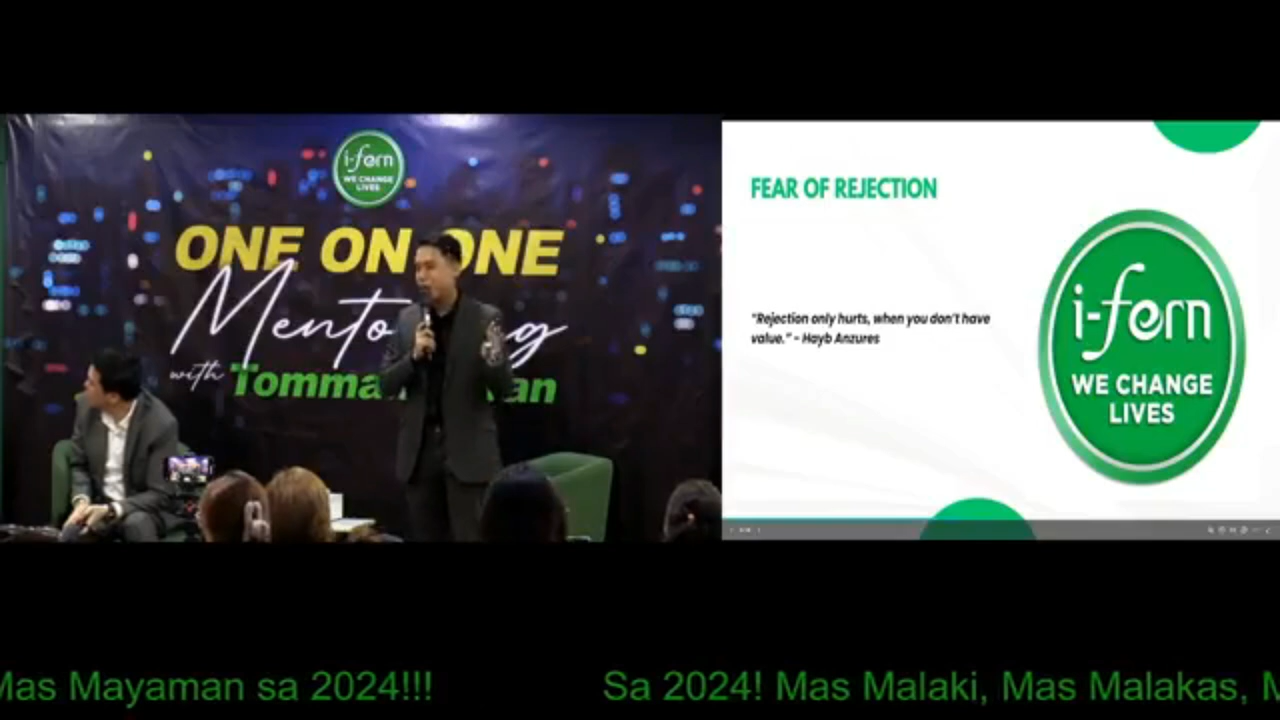 i-fern
WE CHANGE
LIVES
ONE ON ONE
with
FEAR OF REJECTION
"Rejection only hurts, when you don't have
value." - Hayb Anzures
i-fern
WE CHANGE
LIVES
Mas Mayaman sa 2024!!! Sa 2024! Mas Malaki, Mas Malakas,